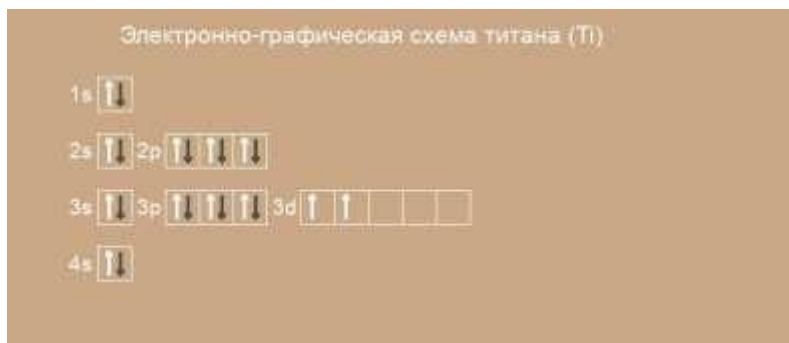 Электронно-графическая схема титана (Ti)
1s
2s 2p
3s 3p 3d
4s